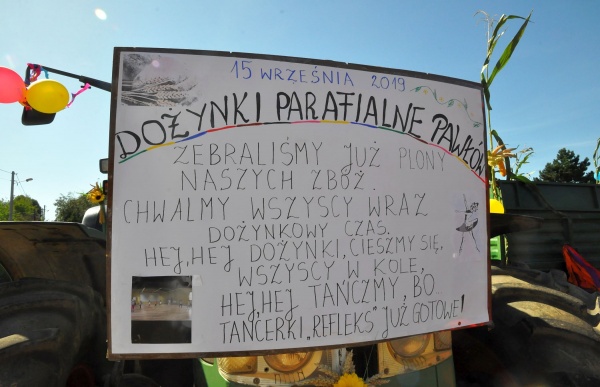 15 WRZEŚNIA 2019
DOŻYNKI PARAFIALNE PAWŁÓW
ZEBRALIŚMY JUŻ PLONY
NASZYCH ZBÓŻ.
CHWALMY WSZYSCY WRAZ
DOŻYNKOWY CZAS.
HEJ, HEJ DOŻYNKI, CIESZMY SIĘ,
WSZYSCY W KOLE,
HEJ, HEJ TAŃCZMY, BO
TANCERKI „REFLEKS" JUŻ GOTOWE!